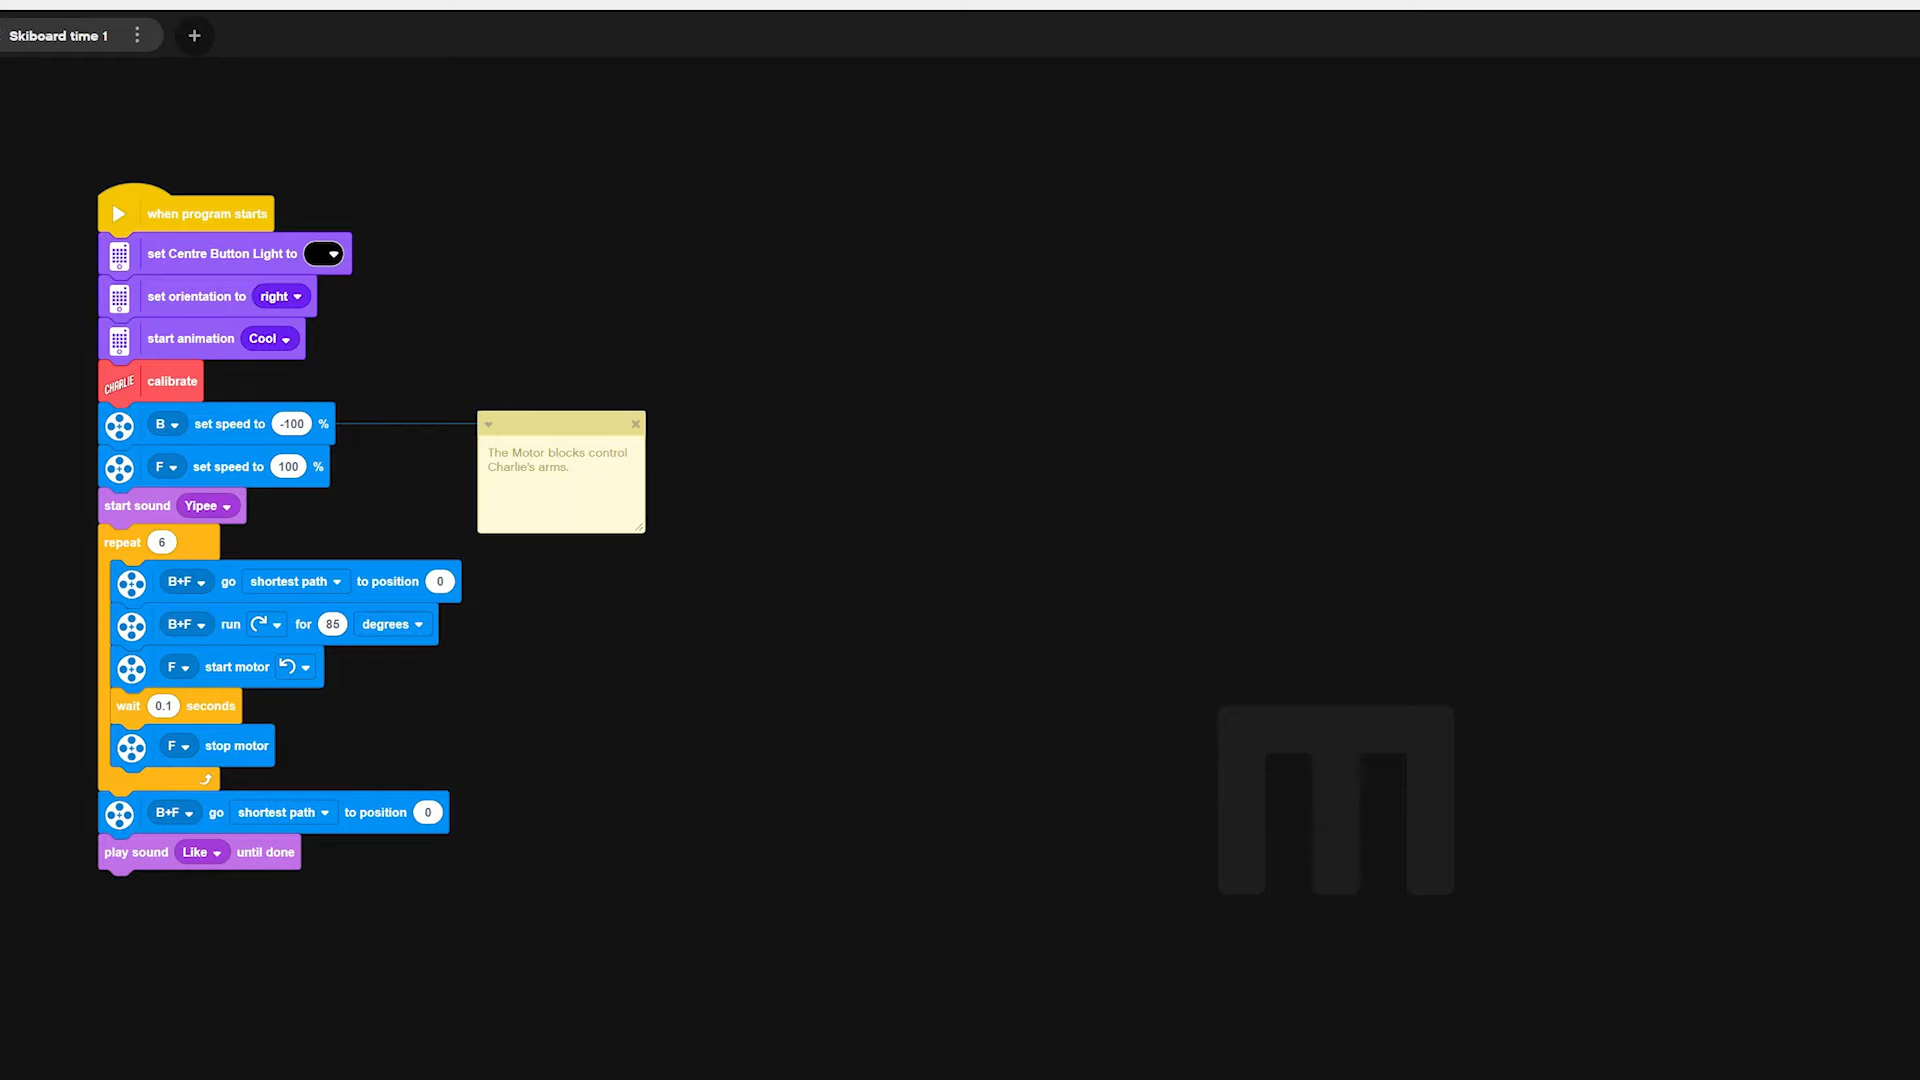 Skiboard time 1
when program starts
set Centre Button Light to
set orientation to right
start animation Cool
CHARLIE calibrate
B set speed to -100 %
The Motor blocks control
Charlie's arms.
F set speed to 100 %
start sound Yipee
repeat 6
B+F go shortest path to position 0
B+F run for 85 degrees
F start motor
wait 0.1 seconds
F stop motor
B+F go shortest path to position 0
play sound Like until done